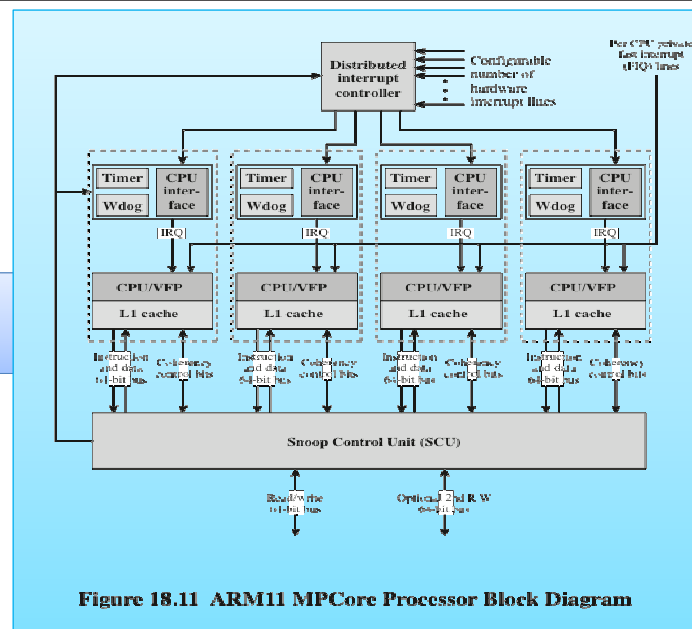 Distributed
interrupt
controller
Configurable
number of
hardware
interrupt lines
Per CPU private
fast interrupt
(FIQ) lines
Timer
Wdog
CPU
inter-
face
Timer
Wdog
CPU
inter-
face
Timer
Wdog
CPU
inter-
face
Timer
Wdog
CPU
inter-
face
IRQ
IRQ
IRQ
IRQ
CPU/VFP
L1 cache
CPU/VFP
L1 cache
CPU/VFP
L1 cache
CPU/VFP
L1 cache
Instruction
and data
64-bit bus
Coherency
control bits
Instruction
and data
64-bit bus
Coherency
control bits
Instruction
and data
64-bit bus
Coherency
control bits
Instruction
and data
64-bit bus
Coherency
control bits
Snoop Control Unit (SCU)
Read/write
64-bit bus
Optional 2nd R/W
64-bit bus
Figure 18.11 ARM11 MPCore Processor Block Diagram